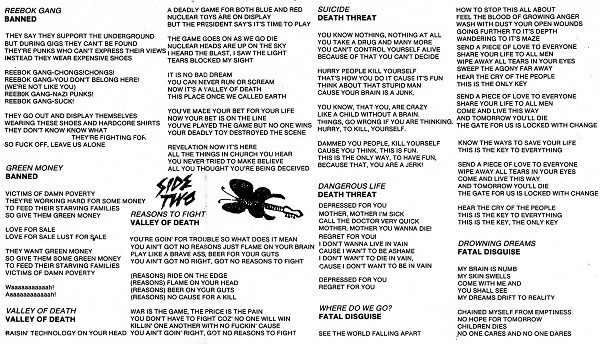 REEBOK GANG
BANNED
THEY SAY THEY SUPPORT THE UNDERGROUND
BUT DURING GIGS THEY CAN'T BE FOUND
THEY'RE PUNKS WHO CAN'T EXPRESS THEIR VIEWS
INSTEAD THEY WEAR EXPENSIVE SHOES
REEBOK GANG-CHONGS!CHONGS!
REEBOK GANG-YOU DON'T BELONG HERE!
(WE'RE NOT LIKE YOU)
REEBOK GANG-NAZI PUNKS!
REEBOK GANG-SUCK!
THEY GO OUT AND DISPLAY THEMSELVES
WEARING THESE SHOES AND HARDCORE SHIRTS
THEY DON'T KNOW KNOW WHAT
THEY'RE FIGHTING FOR
SO FUCK OFF, LEAVE US ALONE
GREEN MONEY
BANNED
VICTIMS OF DAMN POVERTY
THEY'RE WORKING HARD FOR SOME MONEY
TO FEED THEIR STARVING FAMILIES
SO GIVE THEM GREEN MONEY
LOVE FOR SALE
LOVE FOR SALE LUST FOR SALE
THEY WANT GREEN MONEY
SO GIVE THEM SOME GREEN MONEY
TO FEED THEIR STARVING FAMILIES
VICTIMS OF DAMN POVERTY
Waaaaaaaaaaah!
Aaaaaaaaaaaaah!
VALLEY OF DEATH
VALLEY OF DEATH
RAISIN' TECHNOLOGY ON YOUR HEAD
A DEADLY GAME FOR BOTH BLUE AND RED
NUCLEAR TOYS ARE ON DISPLAY
BUT THE PRESIDENT SAY'S IT'S TIME TO PLAY
THE GAME GOES ON AS WE GO DIE
NUCLEAR HEADS ARE UP ON THE SKY
I HEARD THE BLAST, I SAW THE LIGHT
TEARS BLOCKED MY SIGHT
IT IS NO BAD DREAM
YOU CAN NEVER RUN OR SCREAM
NOW IT'S A VALLEY OF DEATH
THIS PLACE ONCE WE CALLED EARTH
YOU'VE MADE YOUR BET FOR YOUR LIFE
NOW YOUR BET IS ON THE LINE
YOU'VE PLAYED THE GAME BUT NO ONE WINS
YOUR DEADLY TOY DESTROYED THE SCENE
REVELATION NOW IT'S HERE
ALL THE THINGS IN CHURCH YOU HEAR
YOU NEVER TRIED TO MAKE BELIEVE
ALL YOU THOUGHT YOU'RE BEING DECEIVED
SIDE
TWO
REASONS TO FIGHT
VALLEY OF DEATH
YOU'RE GOIN' FOR TROUBLE SO WHAT DOES IT MEAN
YOU AIN'T GOT NO REASONS JUST FLAME ON YOUR BRAIN
PLAY LIKE A BRAVE ASS, BEER FOR YOUR GUTS
YOU AIN'T GOT NO RIGHT, GOT NO REASONS TO FIGHT
(REASONS) RIDE ON THE EDGE
(REASONS) FLAME ON YOUR HEAD
(REASONS) BEER ON YOUR GUTS
(REASONS) NO CAUSE FOR A KILL
WAR IS THE GAME, THE PRICE IS THE PAIN
YOU DON'T HAVE TO FIGHT COZ' NO ONE WILL WIN
KILLIN' ONE ANOTHER WITH NO FUCKIN' CAUSE
YOU AIN'T GOIN' RIGHT, GOT NO REASONS TO FIGHT
SUICIDE
DEATH THREAT
YOU KNOW NOTHING, NOTHING AT ALL
YOU TAKE A DRUG AND MANY MORE
YOU CAN'T CONTROL YOURSELF ALIVE
BECAUSE OF THAT YOU CAN'T DECIDE
HURRY PEOPLE KILL YOURSELF
THAT'S HOW YOU DO IT CAUSE IT'S FUN
THINK ABOUT THAT STUPID MAN
CAUSE YOUR BRAIN IS A JUNK.
YOU KNOW, THAT YOU, ARE CRAZY
LIKE A CHILD WITHOUT A BRAIN.
THINGS, GO WRONG IF YOU ARE THINKING.
HURRY, TO KILL, YOURSELF.
DAMMED YOU PEOPLE, KILL YOURSELF
CAUSE YOU THINK, THIS IS FUN.
THIS IS THE ONLY WAY, TO HAVE FUN,
BECAUSE THAT, YOU ARE A JERK!
DANGEROUS LIFE
DEATH THREAT
DEPRESSED FOR YOU
MOTHER, MOTHER I'M SICK
CALL THE DOCTOR VERY QUICK
MOTHER, MOTHER YOU WANNA DIE!
REGRET FOR YOU!
I DON'T WANNA LIVE IN VAIN
CAUSE I WAN'T TO BE ASHAME
I DON'T WAN'T TO DIE IN VAIN,
CAUSE I DON'T WANT TO BE IN VAIN
DEPRESSED FOR YOU
REGRET FOR YOU
WHERE DO WE GO?
FATAL DISGUISE
SEE THE WORLD FALLING APART
HOW TO STOP THIS ALL ABOUT
FEEL THE BLOOD OF GROWING ANGER
WASH WITH DUST YOUR OPEN WOUNDS
GOING FURTHER TO IT'S DEPTH
WANDERING TO IT'S MAZE
SEND A PIECE OF LOVE TO EVERYONE
SHARE YOUR LIFE TO ALL MEN
WIPE AWAY ALL TEARS IN YOUR EYES
SWEEP THE AGONY FAR AWAY
HEAR THE CRY OF THE PEOPLE
THIS IS THE ONLY KEY
SEND A PIECE OF LOVE TO EVERYONE
SHARE YOUR LIFE TO ALL MEN
COME AND LIVE THIS WAY
AND TOMORROW YOU'LL DIE
THE GATE FOR US IS LOCKED WITH CHANGE
KNOW THE WAYS TO SAVE YOUR LIFE
THIS IS THE KEY TO EVERYTHING
SEND A PIECE OF LOVE TO EVERYONE
WIPE AWAY ALL TEARS IN YOUR EYES
COME AND LIVE THIS WAY
AND TOMORROW YOU'LL DIE
THE GATE FOR US IS LOCKED WITH CHANGE
HEAR THE CRY OF THE PEOPLE
THIS IS THE KEY TO EVERYTHING
THIS IS THE KEY, THE ONLY KEY
DROWNING DREAMS
FATAL DISGUISE
MY BRAIN IS NUMB
MY SKIN SWELLS
COME WITH ME AND
YOU SHALL SEE
MY DREAMS DRIFT TO REALITY
CHAINED MYSELF FROM EMPTINESS
NO HOPE FOR TOMORROW
CHILDREN DIES
NO ONE CARES AND NO ONE DARES